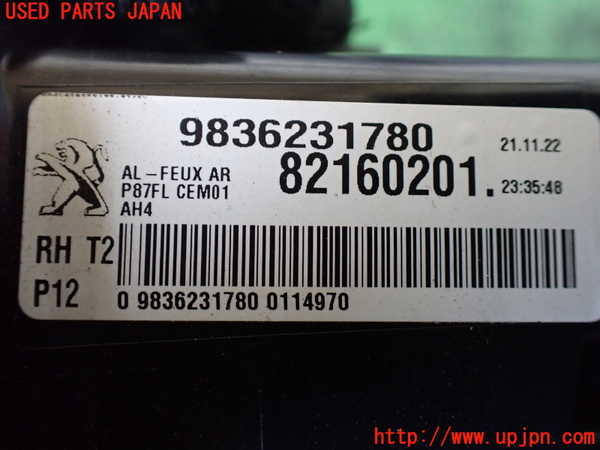 USED PARTS JAPAN
9836231780
21.11.22
AL-FEUX AR
P87FL CEM01
AH4
82160201.
23:35:48
RH T2
P12
0 9836231780 0114970
http://www.upjpn.com/